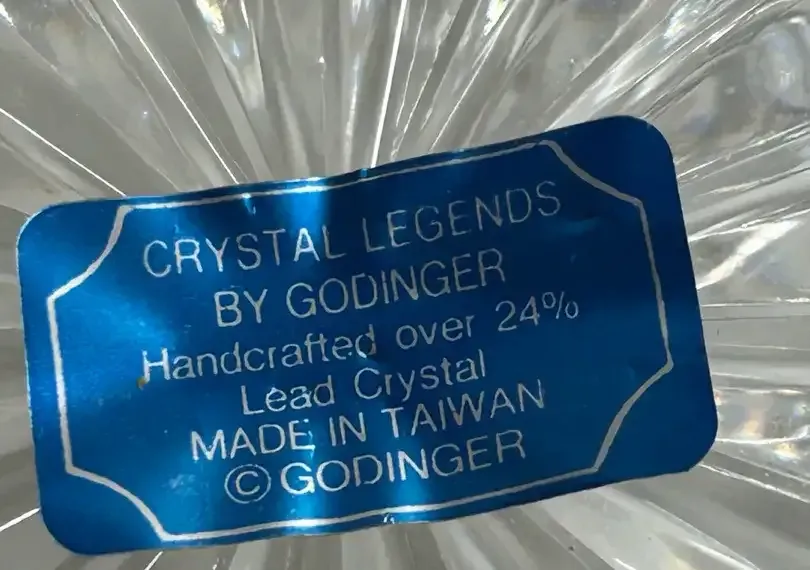 CRYSTAL LEGENDS
BY GODINGER
Handcrafted over 24%
Lead Crystal
MADE IN TAIWAN
©GODINGER